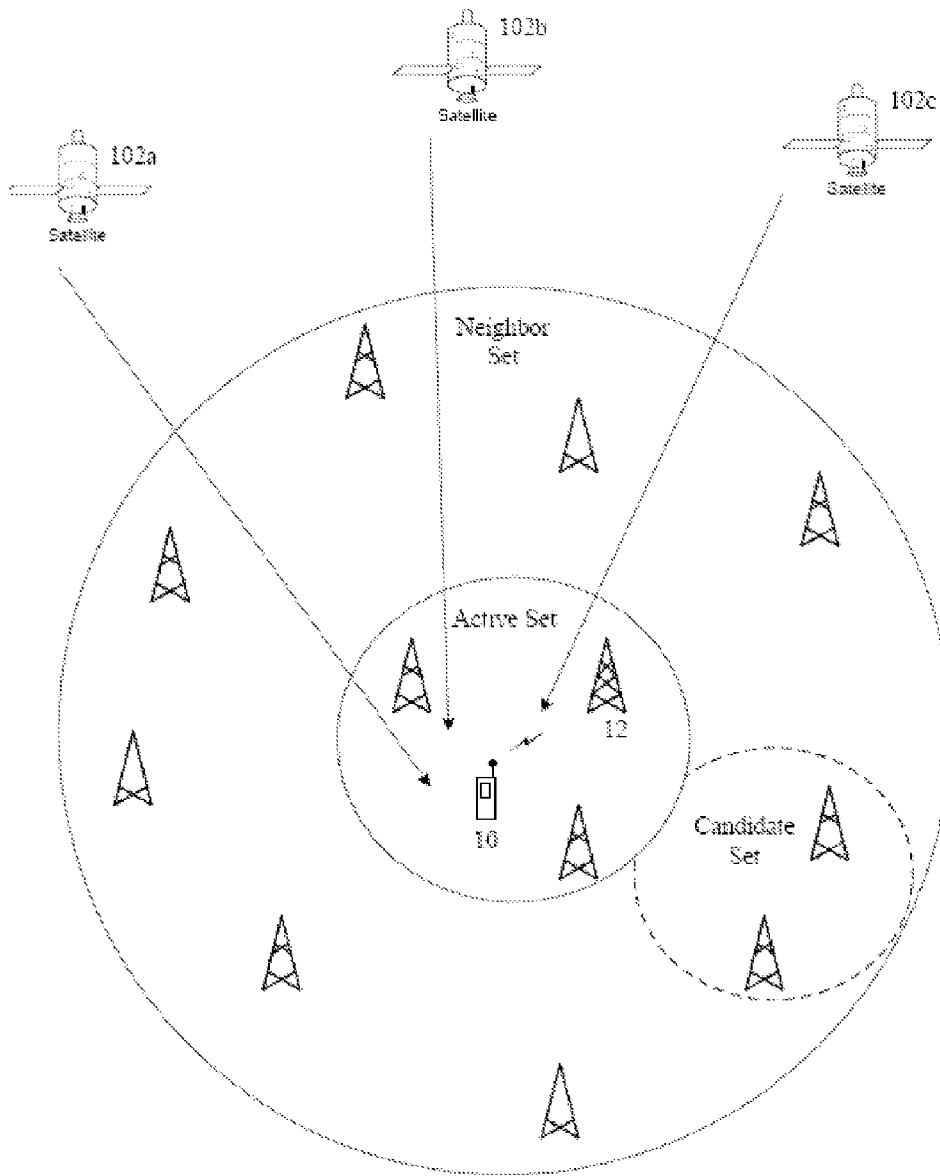 102b
Satellite
102c
Satellite
102a
Satellite
Neighbor
Set
Active Set
12
10
Candidate
Set